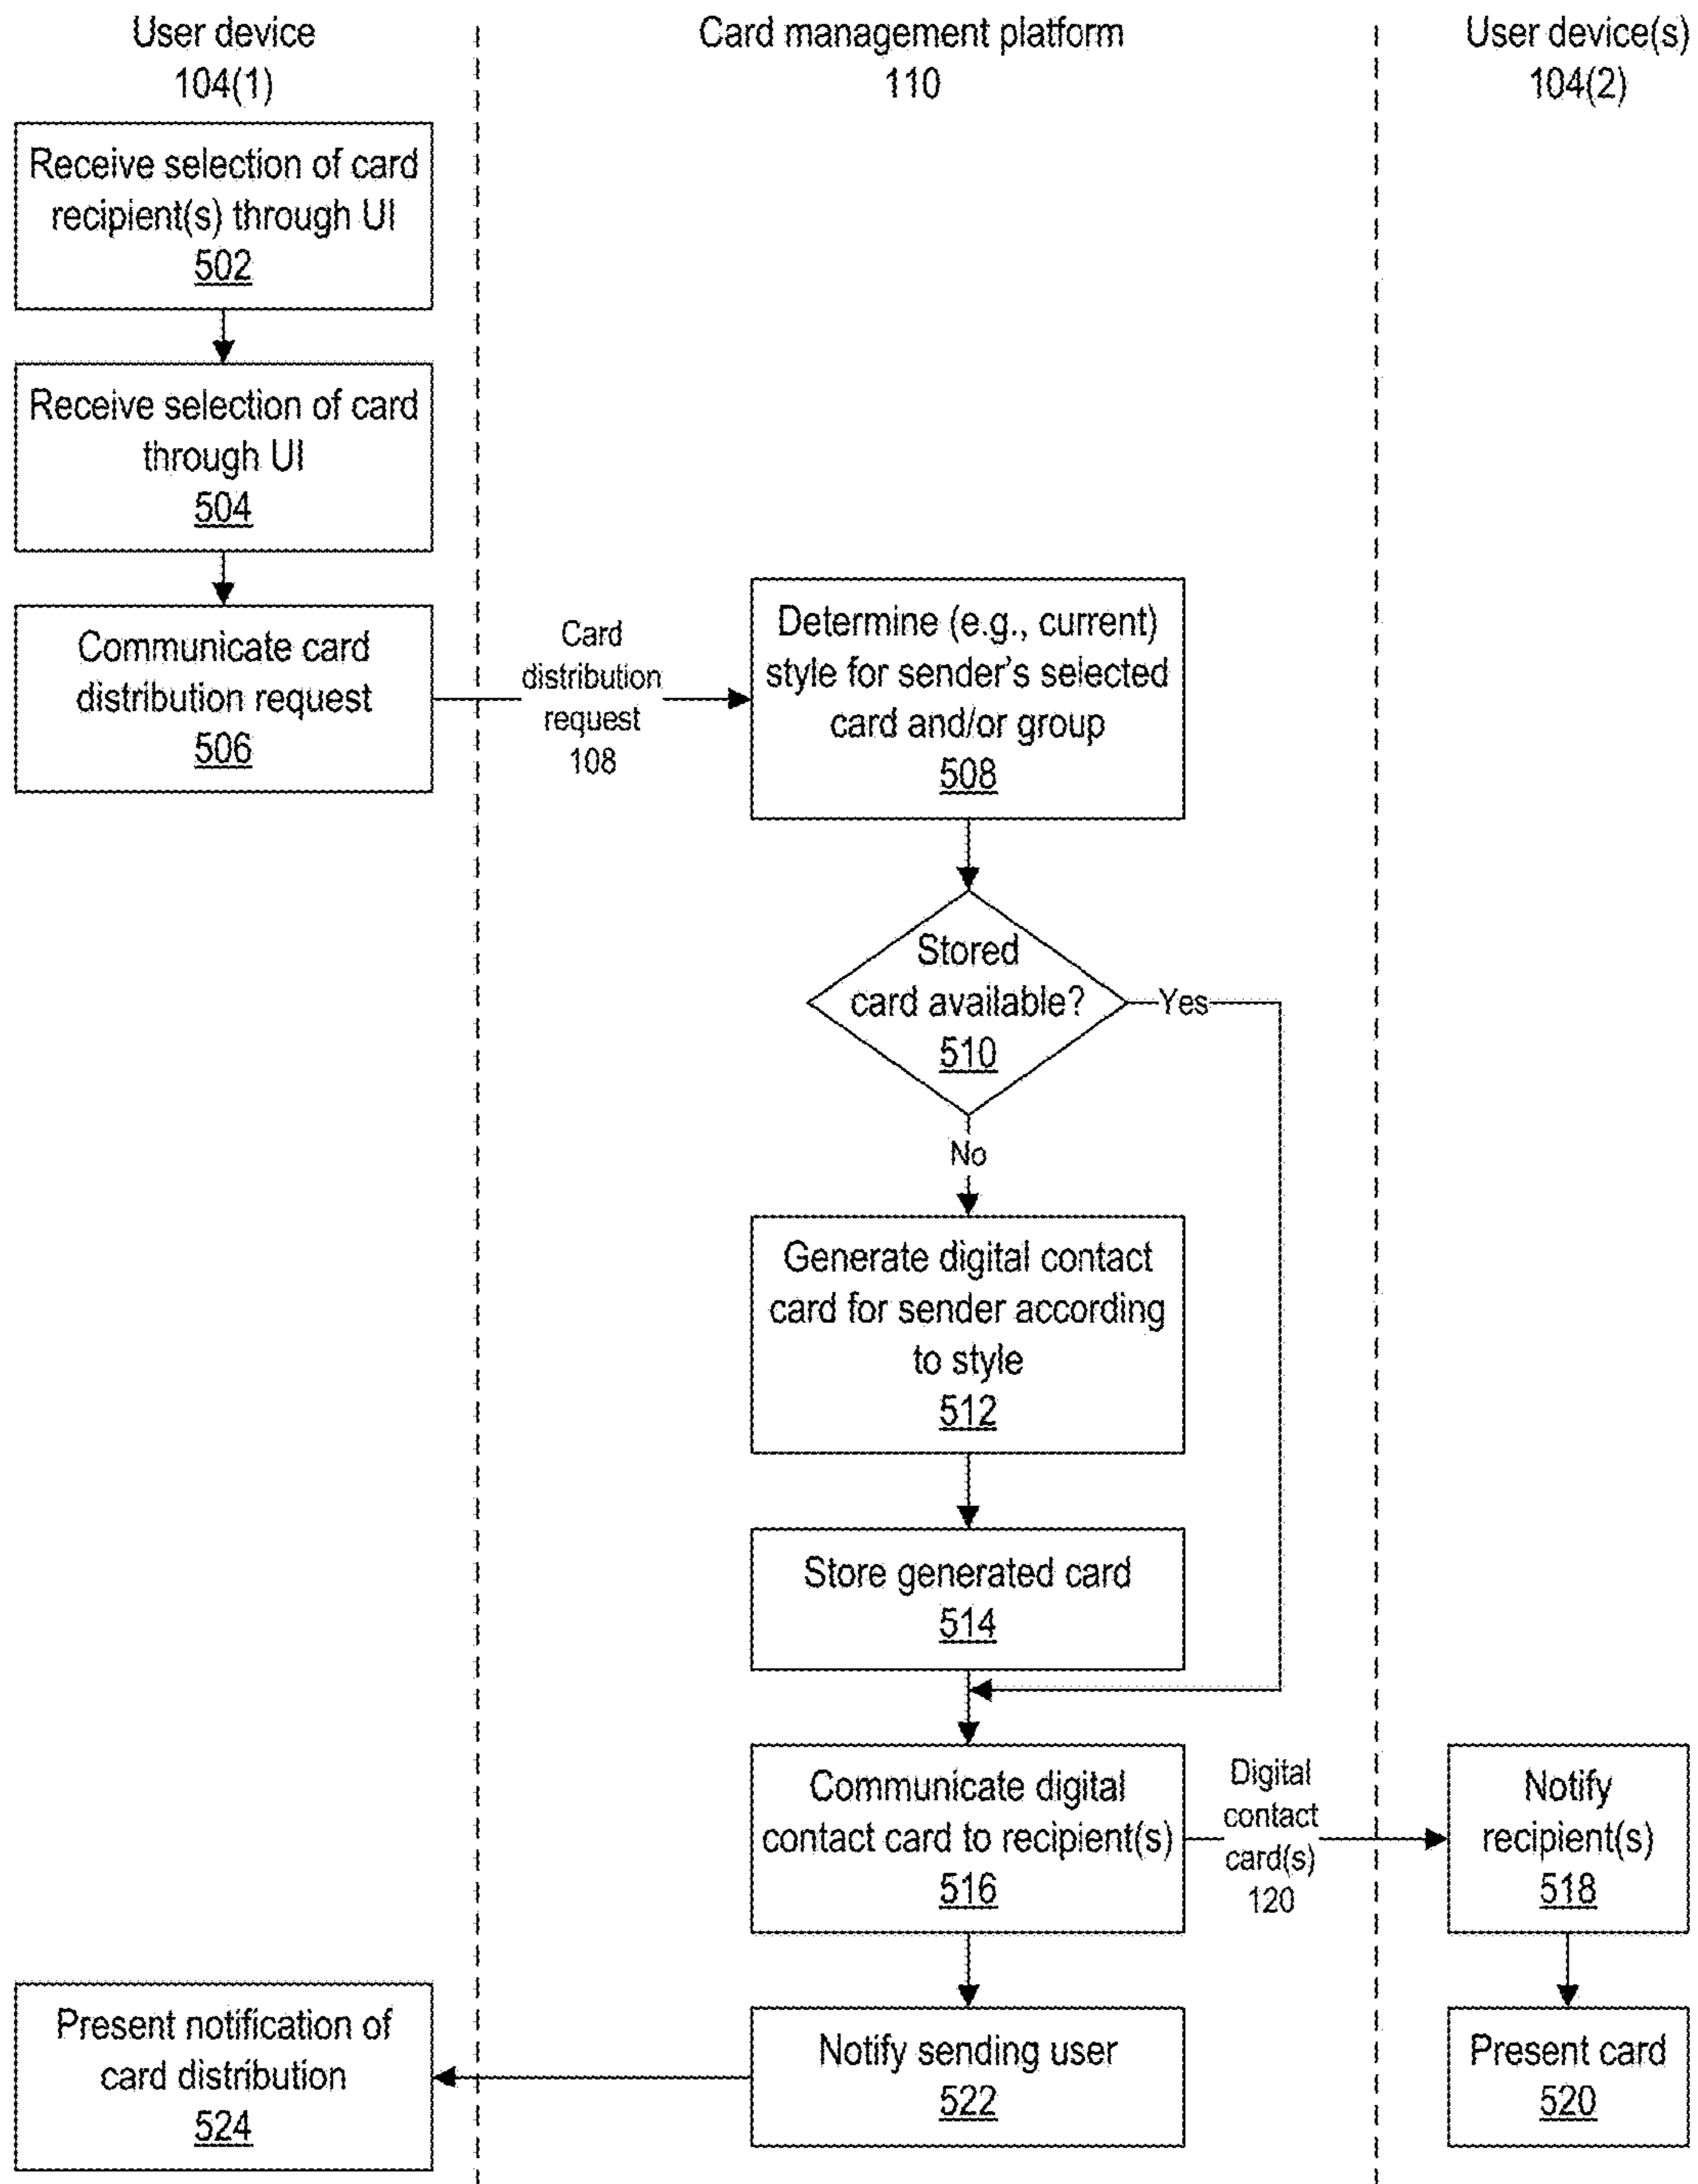 User device
104(1)
Card management platform
110
User device(s)
104(2)
Receive selection of card
recipient(s) through UI
502
Receive selection of card
through UI
504
Communicate card
distribution request
506
Card
distribution
request
108
Determine (e.g., current)
style for sender's selected
card and/or group
508
Stored
card available?
510
Yes
No
Generate digital contact
card for sender according
to style
512
Store generated card
514
Communicate digital
contact card to recipient(s)
516
Digital
contact
card(s)
120
Notify
recipient(s)
518
Present notification of
card distribution
524
Notify sending user
522
Present card
520